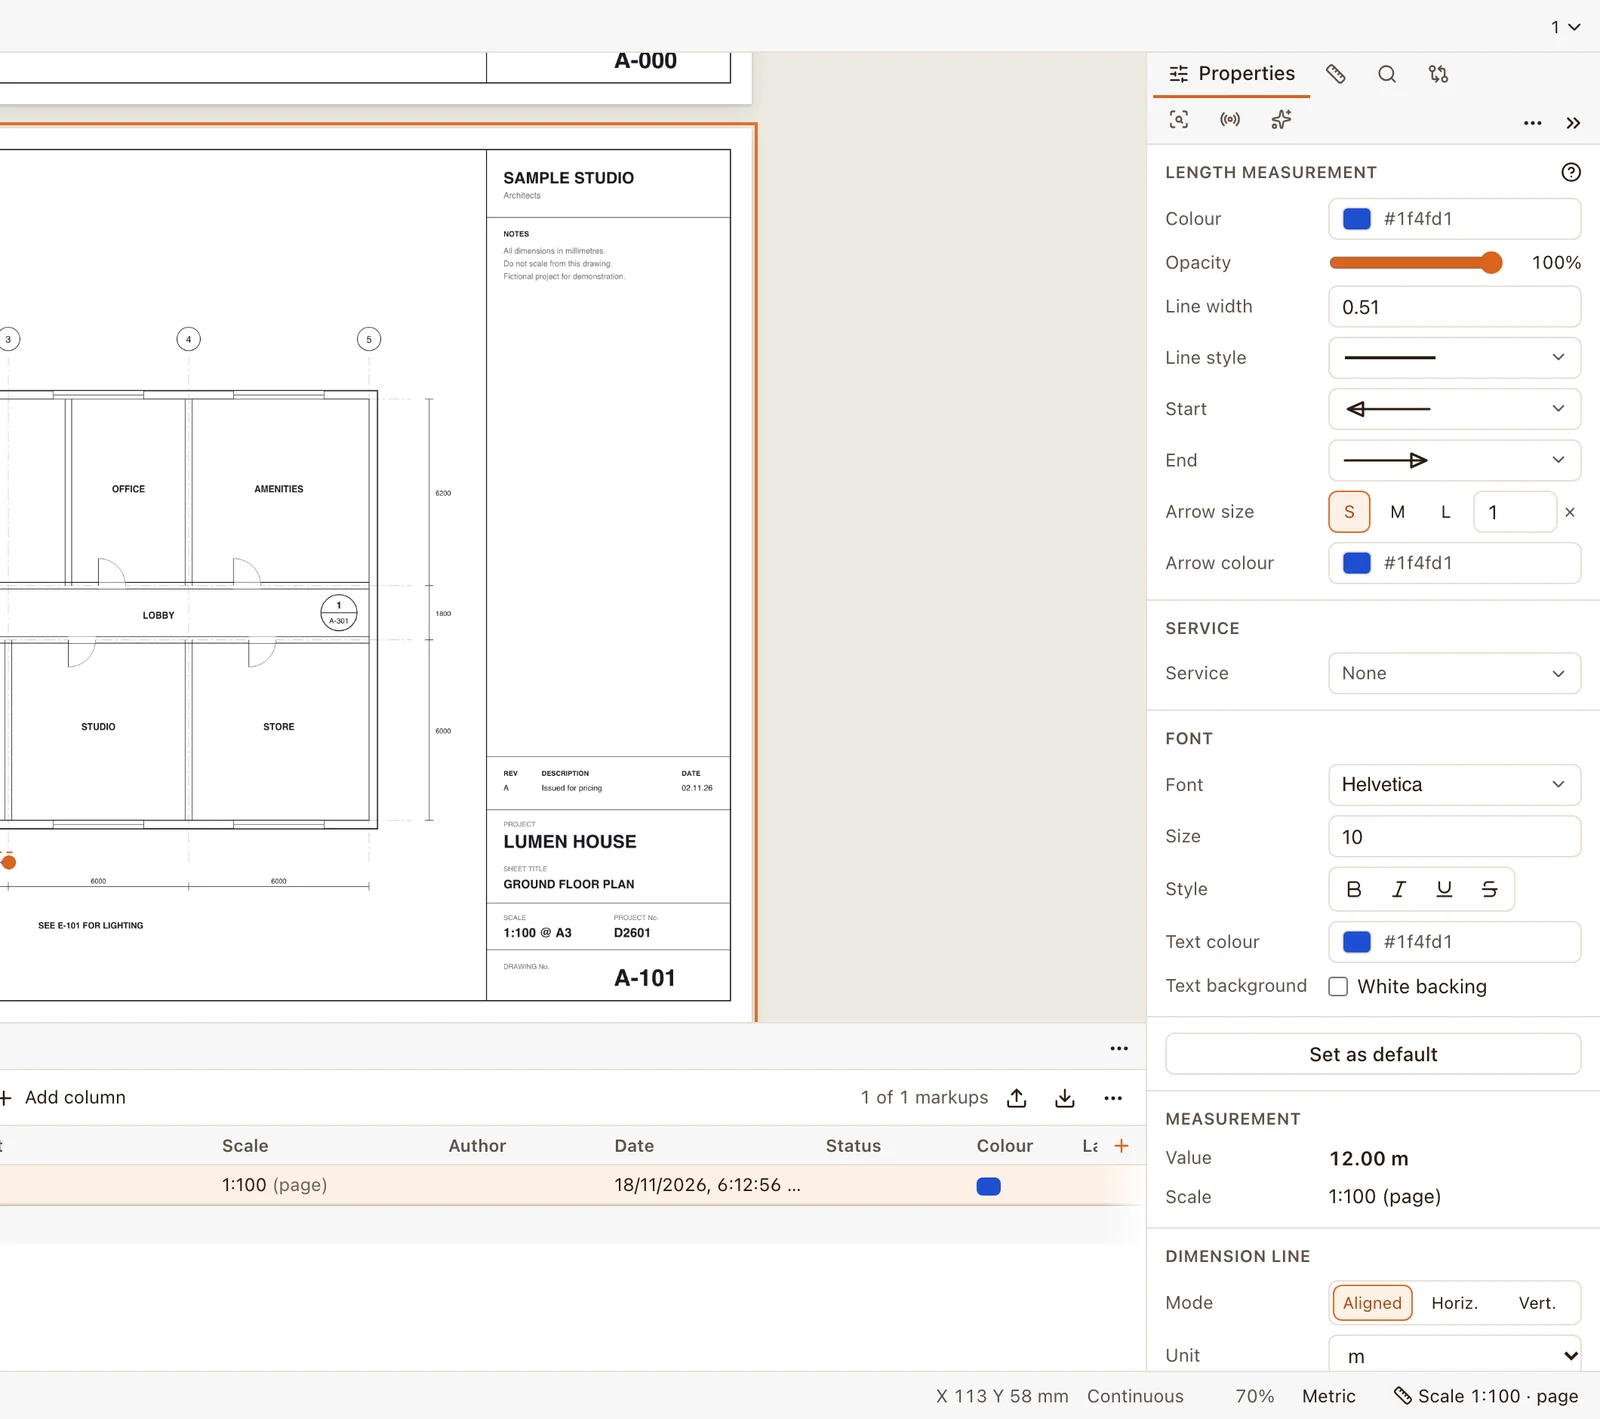 1
A-000
SAMPLE STUDIO
Architects
NOTES
All dimensions in millimetres.
Do not scale from this drawing.
Fictional project for demonstration.
3
4
5
OFFICE
AMENITIES
6200
LOBBY
1
A-301
1800
STUDIO
STORE
6000
6000
6000
SEE E-101 FOR LIGHTING
REV DESCRIPTION DATE
A Issued for pricing 02.11.26
PROJECT
LUMEN HOUSE
SHEET TITLE
GROUND FLOOR PLAN
SCALE PROJECT No.
1:100 @ A3 D2601
DRAWING No.
A-101
Add column
1 of 1 markups
Scale Author Date Status Colour
1:100 (page) 18/11/2026, 6:12:56 ...
Properties
LENGTH MEASUREMENT
Colour #1f4fd1
Opacity 100%
Line width 0.51
Line style
Start
End
Arrow size S M L 1 ×
Arrow colour #1f4fd1
SERVICE
Service None
FONT
Font Helvetica
Size 10
Style B I U S
Text colour #1f4fd1
Text background White backing
Set as default
MEASUREMENT
Value 12.00 m
Scale 1:100 (page)
DIMENSION LINE
Mode Aligned Horiz. Vert.
Unit m
X 113 Y 58 mm Continuous 70% Metric Scale 1:100 · page